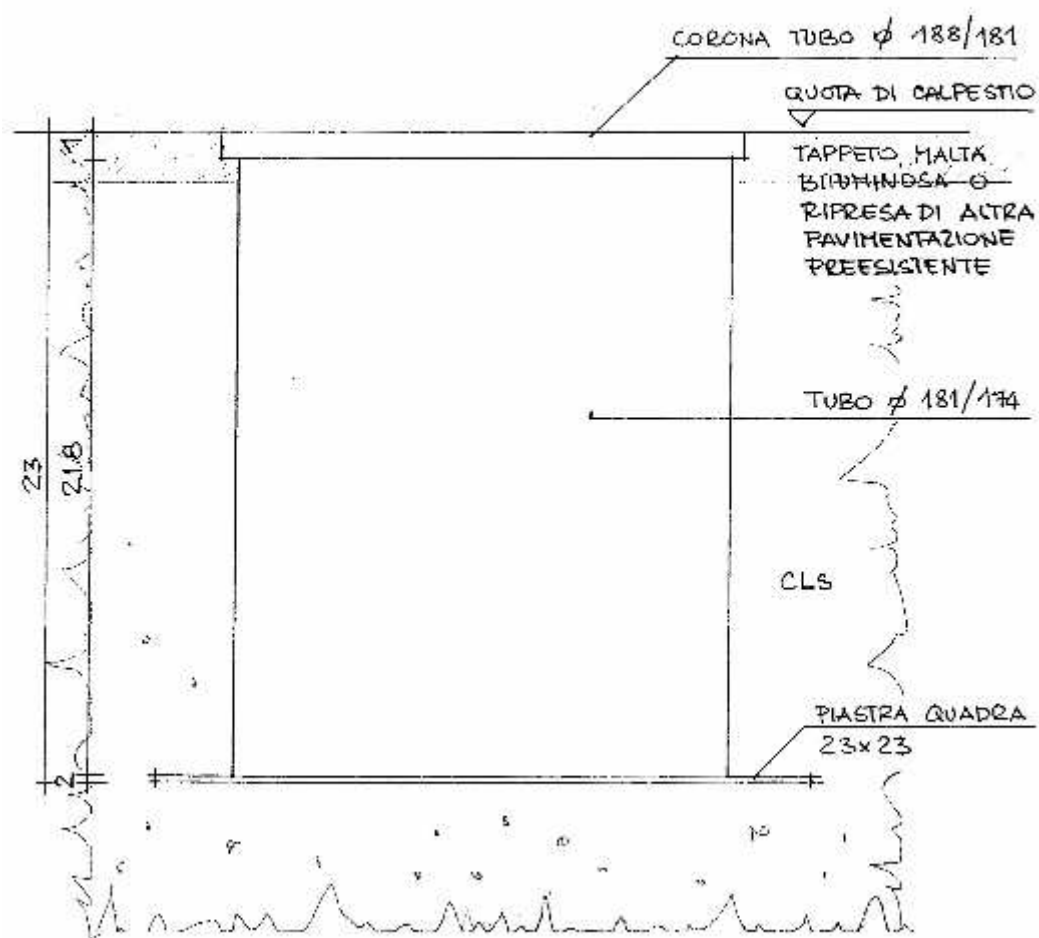 CORONA TUBO ø 188/181
QUOTA DI CALPESTIO
TAPPETO, MALTA
BITUMINOSA O
RIPRESA DI ALTRA
PAVIMENTAZIONE
PREESISTENTE
TUBO ø 181/174
CLS
PIASTRA QUADRA
23x23
1
23
21.8
2